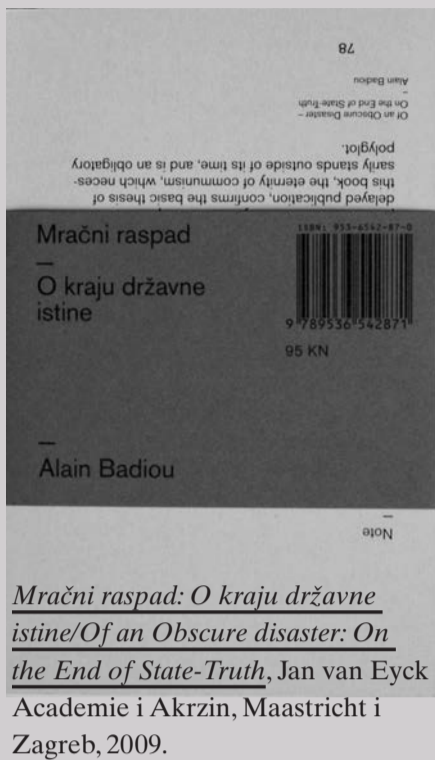 78
Alain Badiou
–
On the End of State-Truth
Of an Obscure Disaster –
polyglot.
sarily stands outside of its time, and is an obligatory
this book, the eternity of communism, which neces-
delayed publication, confirms the basic thesis of
Mračni raspad
—
O kraju državne
istine
ISBN: 953-6542-87-0
9 789536 542871
95 KN
—
Alain Badiou
–
Note
Mračni raspad: O kraju državne
istine/Of an Obscure disaster: On
the End of State-Truth, Jan van Eyck
Academie i Akrzin, Maastricht i
Zagreb, 2009.